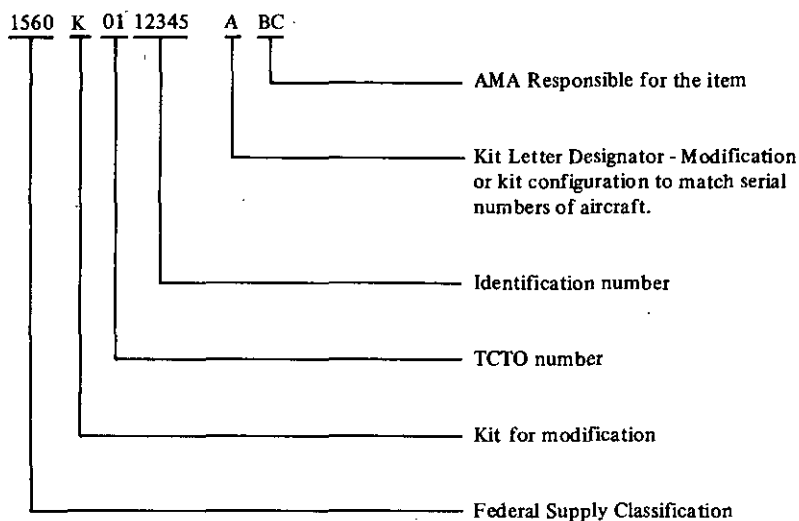 1560 K 01 12345 A BC
AMA Responsible for the item
Kit Letter Designator - Modification
or kit configuration to match serial
numbers of aircraft.
Identification number
TCTO number
Kit for modification
Federal Supply Classification